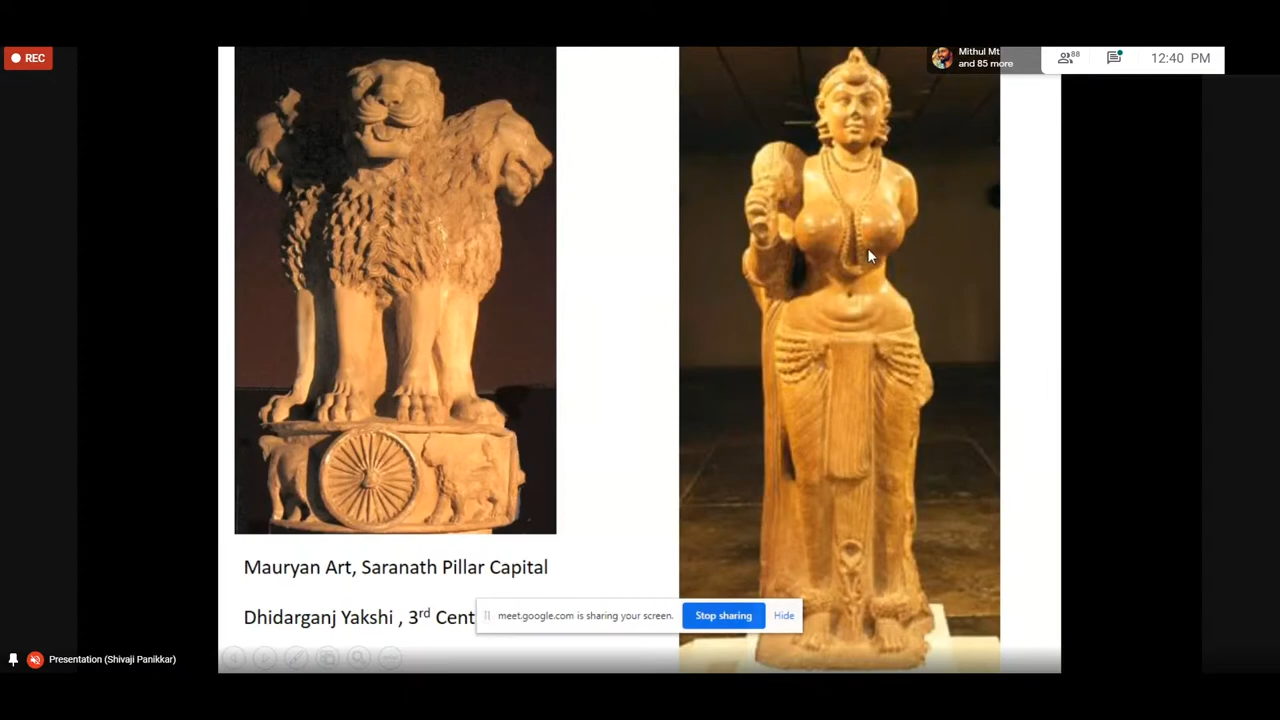 REC
Mithul Mt
and 85 more
88
12:40 PM
Mauryan Art, Saranath Pillar Capital
Dhidarganj Yakshi , 3rd Cent
meet.google.com is sharing your screen.
Stop sharing
Hide
Presentation (Shivaji Panikkar)